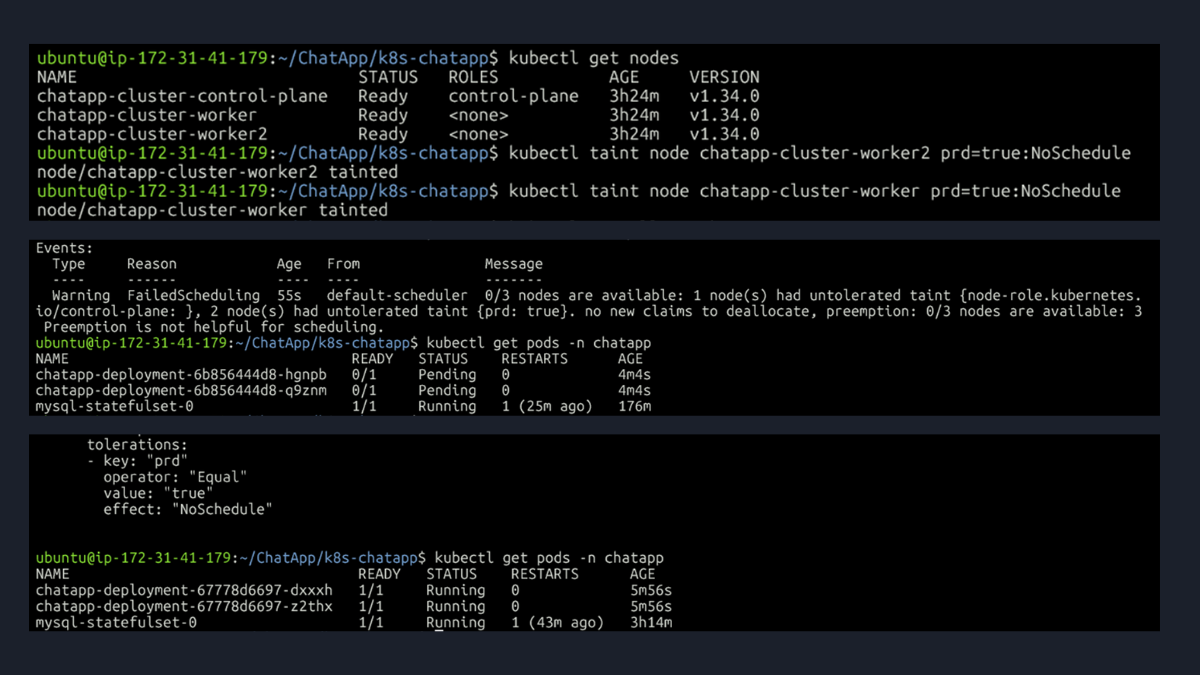 ubuntu@ip-172-31-41-179:~/ChatApp/k8s-chatapp$ kubectl get nodes
NAME STATUS ROLES AGE VERSION
chatapp-cluster-control-plane Ready control-plane 3h24m v1.34.0
chatapp-cluster-worker Ready <none> 3h24m v1.34.0
chatapp-cluster-worker2 Ready <none> 3h24m v1.34.0
ubuntu@ip-172-31-41-179:~/ChatApp/k8s-chatapp$ kubectl taint node chatapp-cluster-worker2 prd=true:NoSchedule
node/chatapp-cluster-worker2 tainted
ubuntu@ip-172-31-41-179:~/ChatApp/k8s-chatapp$ kubectl taint node chatapp-cluster-worker prd=true:NoSchedule
node/chatapp-cluster-worker tainted
Events:
Type Reason Age From Message
---- ------ ---- ---- -------
Warning FailedScheduling 55s default-scheduler 0/3 nodes are available: 1 node(s) had untolerated taint {node-role.kubernetes.
io/control-plane: }, 2 node(s) had untolerated taint {prd: true}. no new claims to deallocate, preemption: 0/3 nodes are available: 3
Preemption is not helpful for scheduling.
ubuntu@ip-172-31-41-179:~/ChatApp/k8s-chatapp$ kubectl get pods -n chatapp
NAME READY STATUS RESTARTS AGE
chatapp-deployment-6b856444d8-hgnpb 0/1 Pending 0 4m4s
chatapp-deployment-6b856444d8-q9znm 0/1 Pending 0 4m4s
mysql-statefulset-0 1/1 Running 1 (25m ago) 176m
tolerations:
- key: "prd"
operator: "Equal"
value: "true"
effect: "NoSchedule"
ubuntu@ip-172-31-41-179:~/ChatApp/k8s-chatapp$ kubectl get pods -n chatapp
NAME READY STATUS RESTARTS AGE
chatapp-deployment-67778d6697-dxxxh 1/1 Running 0 5m56s
chatapp-deployment-67778d6697-z2thx 1/1 Running 0 5m56s
mysql-statefulset-0 1/1 Running 1 (43m ago) 3h14m